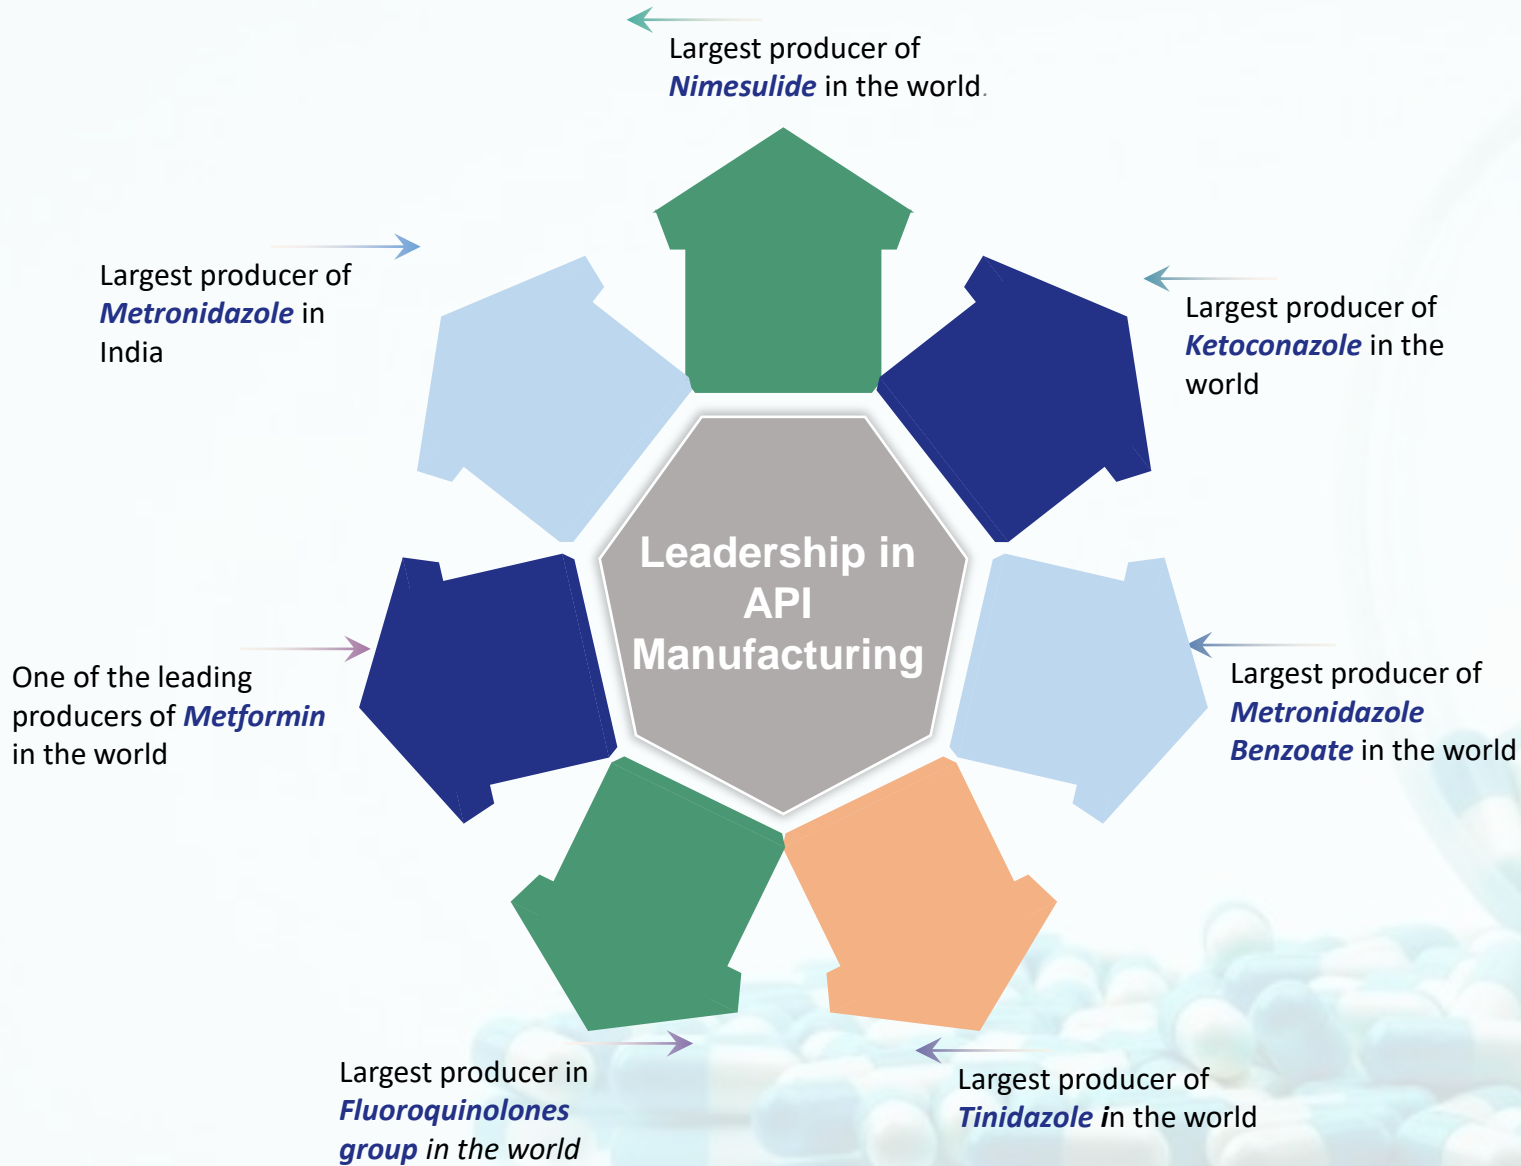 Largest producer of
Nimesulide in the world.
Largest producer of
Metronidazole in
India
Largest producer of
Ketoconazole in the
world
Leadership in
API
Manufacturing
One of the leading
producers of Metformin
in the world
Largest producer of
Metronidazole
Benzoate in the world
Largest producer in
Fluoroquinolones
group in the world
Largest producer of
Tinidazole in the world